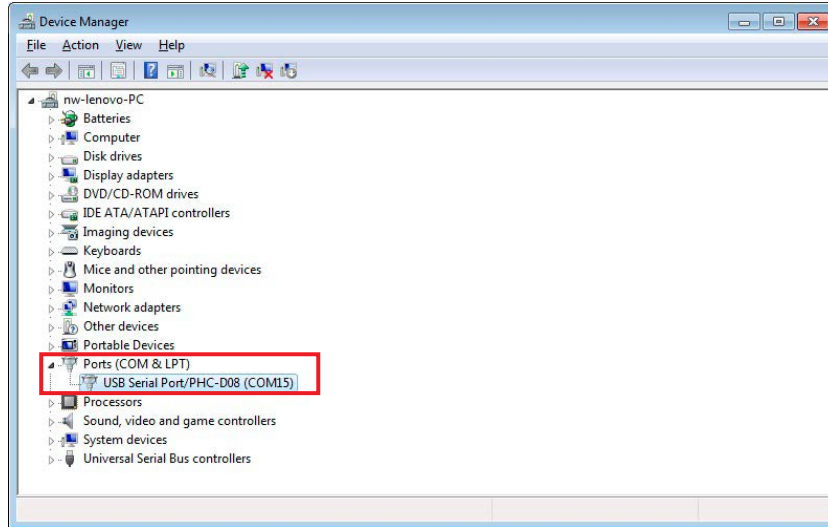 Device Manager
File Action View Help
nw-lenovo-PC
Batteries
Computer
Disk drives
Display adapters
DVD/CD-ROM drives
IDE ATA/ATAPI controllers
Imaging devices
Keyboards
Mice and other pointing devices
Monitors
Network adapters
Other devices
Portable Devices
Ports (COM & LPT)
USB Serial Port/PHC-D08 (COM15)
Processors
Sound, video and game controllers
System devices
Universal Serial Bus controllers